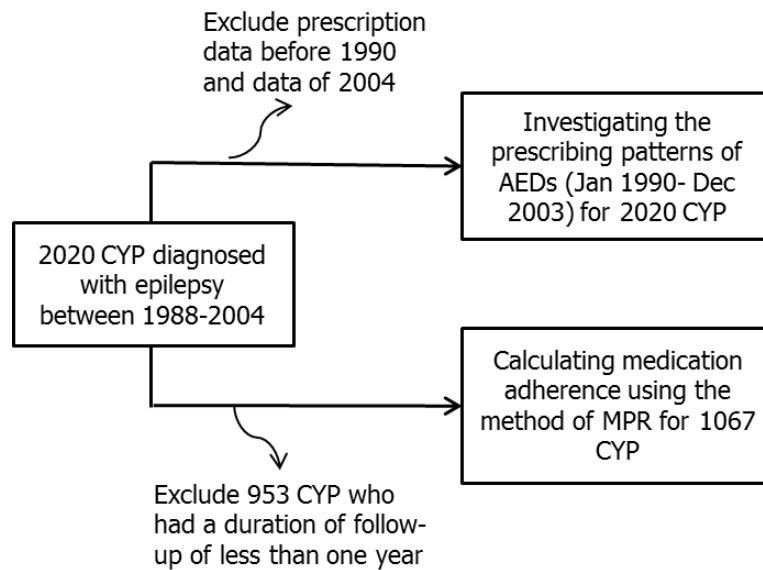 Exclude prescription
data before 1990
and data of 2004
Investigating the
prescribing patterns of
AEDs (Jan 1990- Dec
2003) for 2020 CYP
2020 CYP diagnosed
with epilepsy
between 1988-2004
Calculating medication
adherence using the
method of MPR for 1067
CYP
Exclude 953 CYP who
had a duration of follow-
up of less than one year